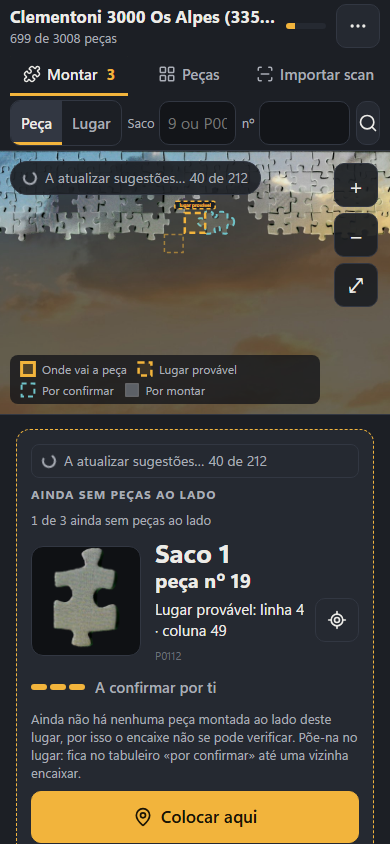 Clementoni 3000 Os Alpes (335...
699 de 3008 peças
Montar 3
Peças
Importar scan
Peça
Lugar
Saco
9 ou P00
nº
A atualizar sugestões... 40 de 212
lugar provável
Onde vai a peça
Lugar provável
Por confirmar
Por montar
A atualizar sugestões... 40 de 212
AINDA SEM PEÇAS AO LADO
1 de 3 ainda sem peças ao lado
Saco 1
peça nº 19
Lugar provável: linha 4
· coluna 49
P0112
A confirmar por ti
Ainda não há nenhuma peça montada ao lado deste
lugar, por isso o encaixe não se pode verificar. Põe-na no
lugar: fica no tabuleiro «por confirmar» até uma vizinha
encaixar.
Colocar aqui